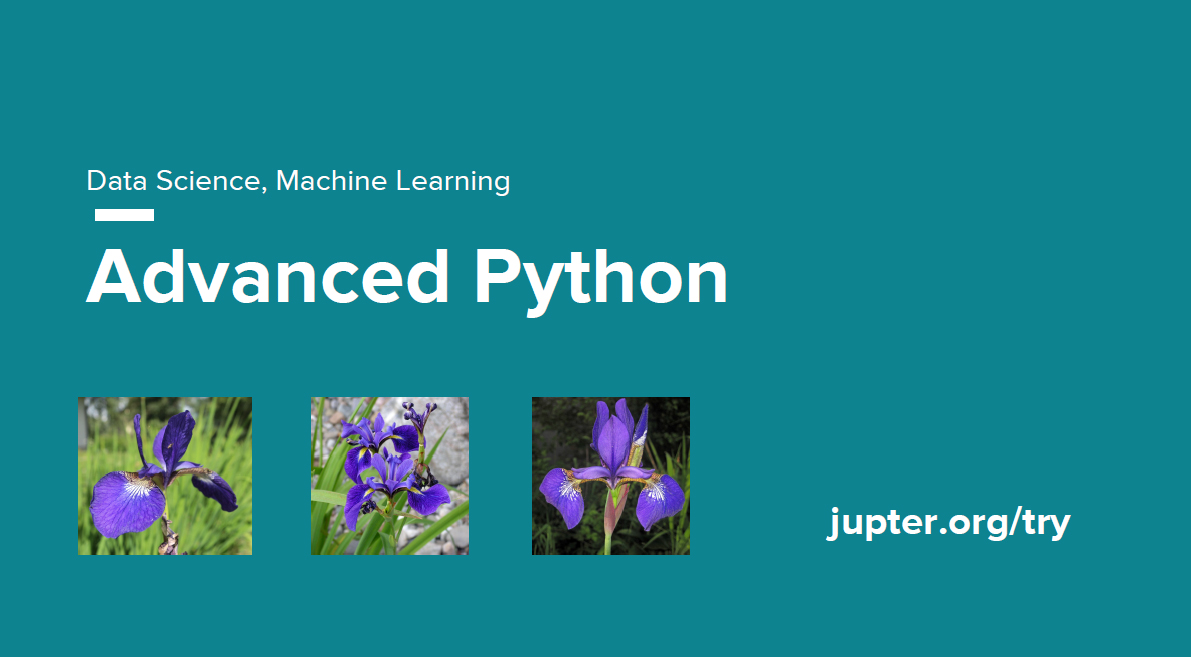 Data Science, Machine Learning
Advanced Python
jupter.org/try